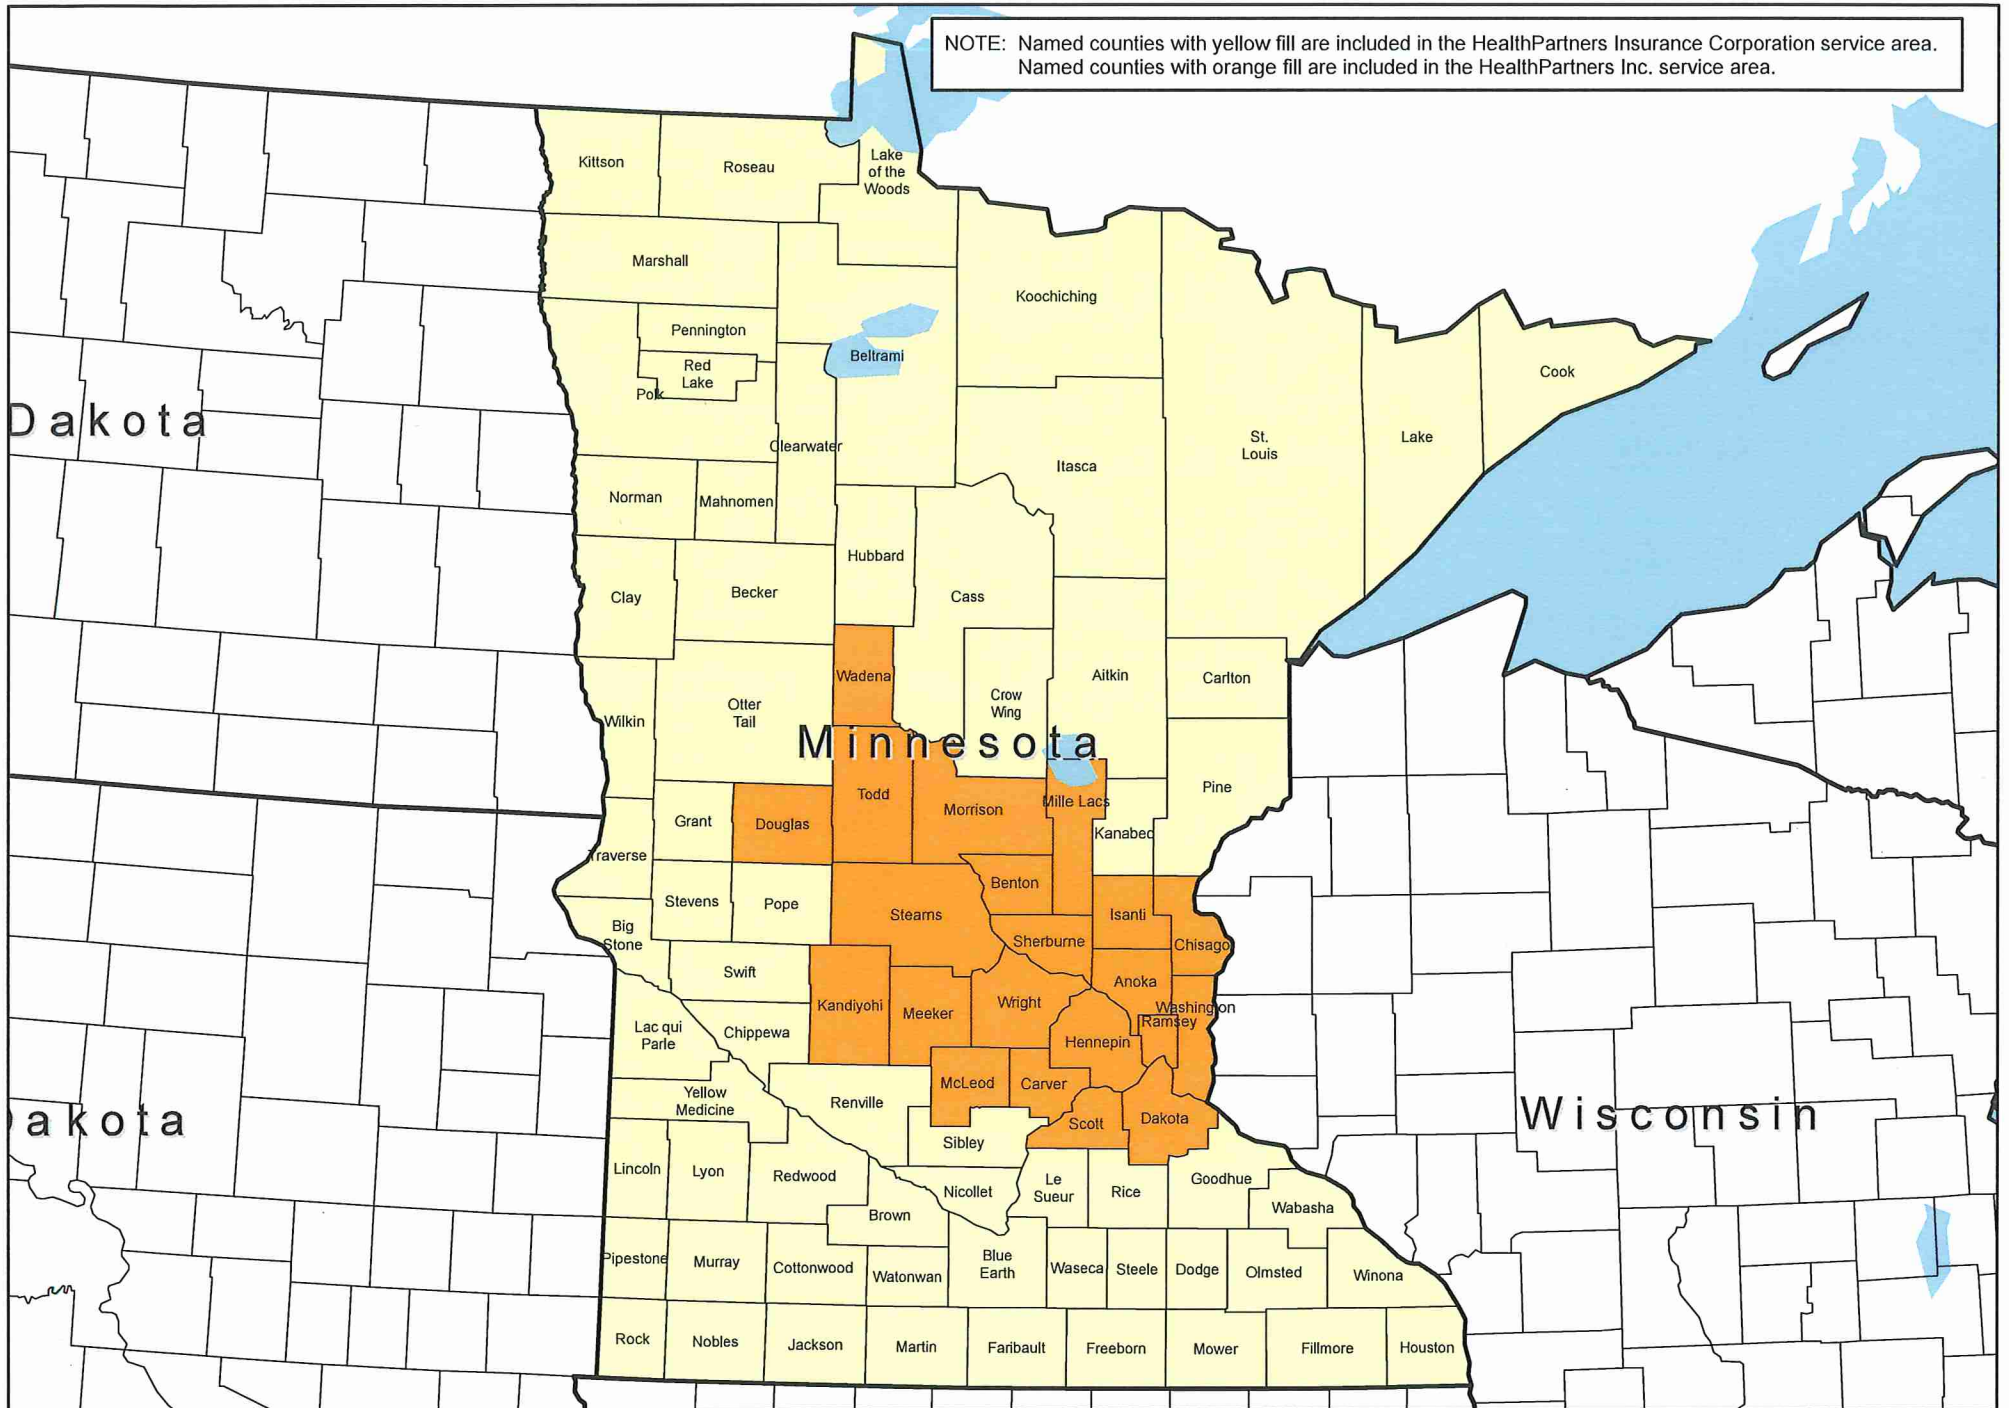 NOTE: Named counties with yellow fill are included in the HealthPartners Insurance Corporation service area.
Named counties with orange fill are included in the HealthPartners Inc. service area.
Kittson
Roseau
Lake
of the
Woods
Marshall
Koochiching
Pennington
Beltrami
Red
Lake
Polk
Cook
Dakota
Clearwater
St.
Louis
Lake
Itasca
Norman
Mahnomen
Hubbard
Clay
Becker
Cass
Wadena
Aitkin
Carlton
Crow
Wing
Otter
Tail
Wilkin
Minnesota
Todd
Morrison
Mille Lacs
Pine
Grant
Douglas
Kanabec
Traverse
Benton
Stevens
Pope
Stearns
Isanti
Big
Stone
Sherburne
Chisago
Swift
Anoka
Kandiyohi
Meeker
Wright
Washington
Ramsey
Lac qui
Parle
Chippewa
Hennepin
McLeod
Carver
Yellow
Medicine
Renville
Dakota
Wisconsin
Scott
Dakota
Sibley
Lincoln
Lyon
Redwood
Nicollet
Le
Sueur
Rice
Goodhue
Brown
Wabasha
Pipestone
Murray
Cottonwood
Watonwan
Blue
Earth
Waseca
Steele
Dodge
Olmsted
Winona
Rock
Nobles
Jackson
Martin
Faribault
Freeborn
Mower
Fillmore
Houston